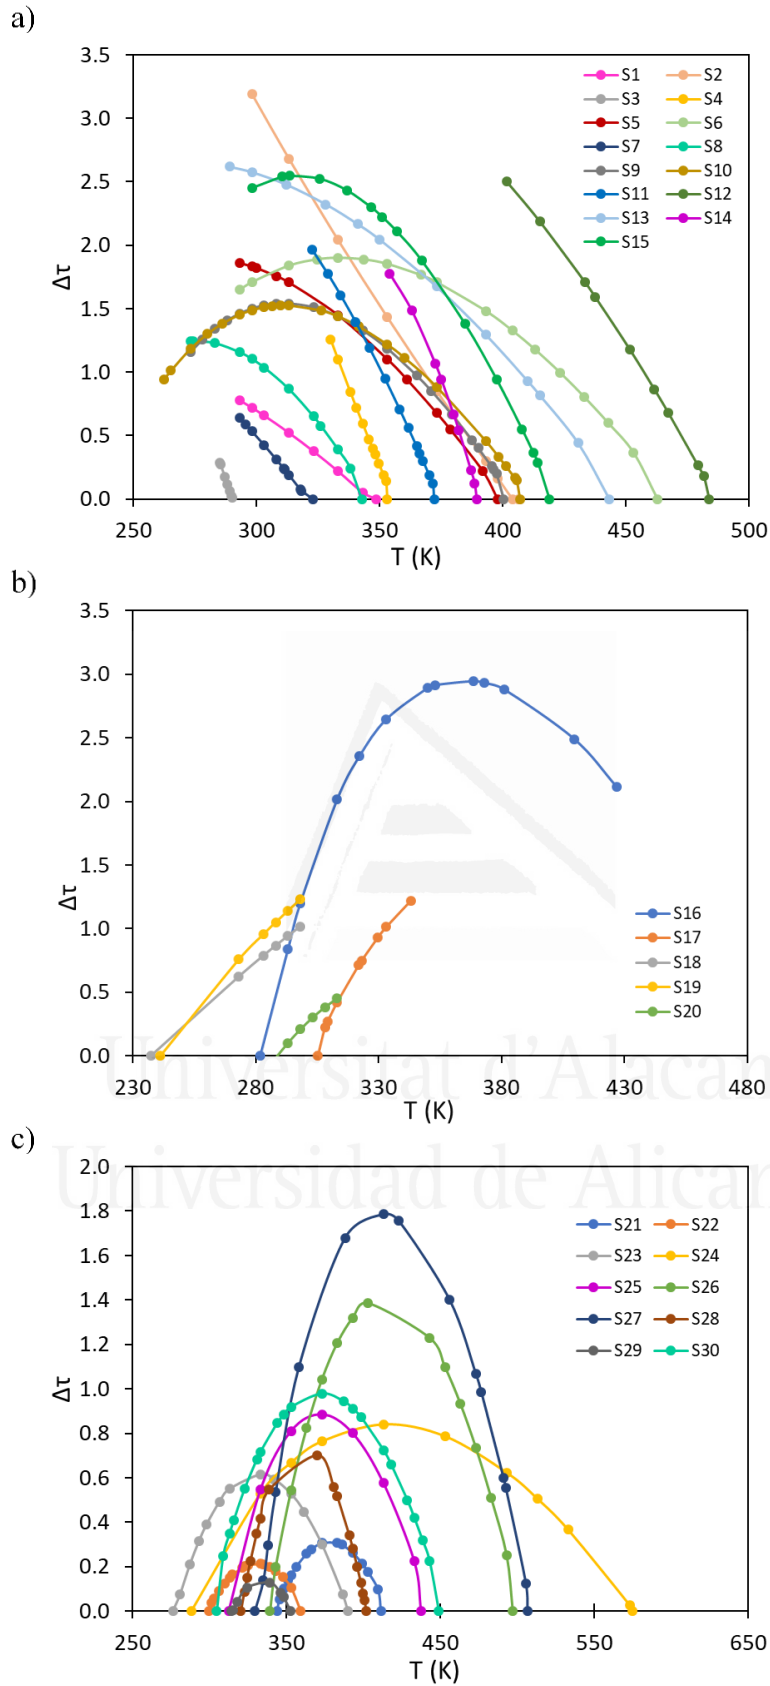 a)
3.5
3.0
2.5
2.0
1.5
1.0
0.5
0.0
Δτ
S1 S2
S3 S4
S5 S6
S7 S8
S9 S10
S11 S12
S13 S14
S15
250 300 350 400 450 500
T (K)
b)
3.5
3.0
2.5
2.0
1.5
1.0
0.5
0.0
Δτ
S16
S17
S18
S19
S20
230 280 330 380 430 480
Universitat d'Alacan
T (K)
c)
Universidad de Alican
2.0
1.8
1.6
1.4
1.2
1.0
0.8
0.6
0.4
0.2
0.0
Δτ
S21 S22
S23 S24
S25 S26
S27 S28
S29 S30
250 350 450 550 650
T (K)